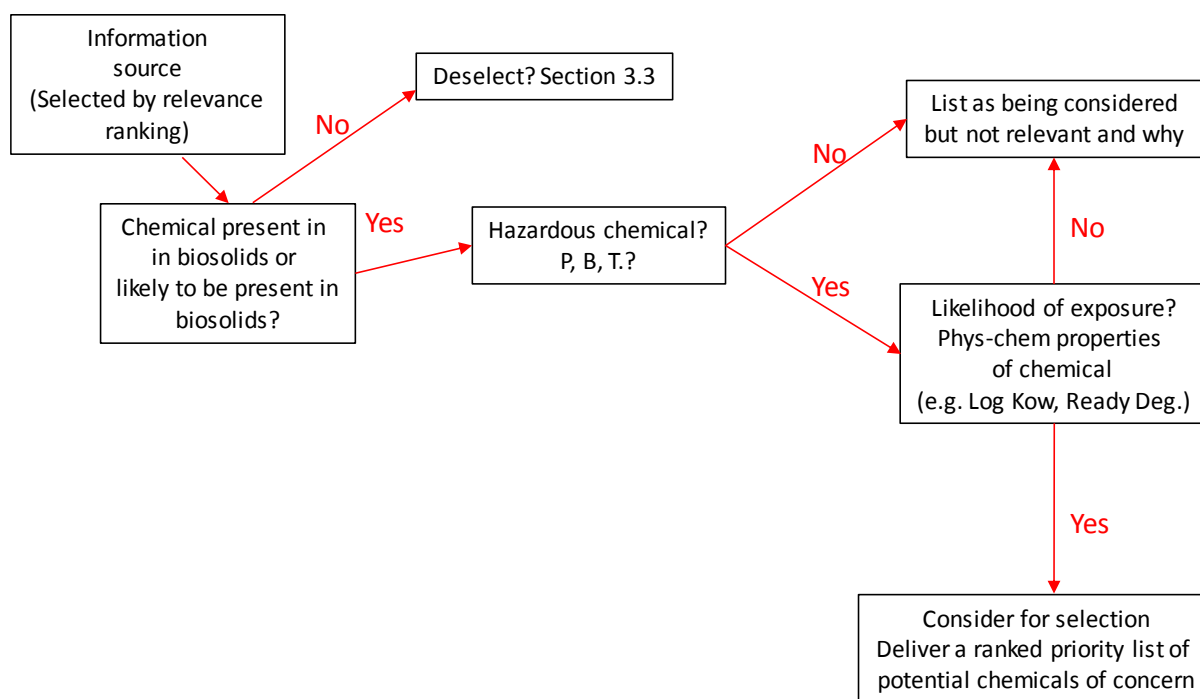 Information
source
(Selected by relevance
ranking)
Deselect? Section 3.3
No
Chemical present in
in biosolids or
likely to be present in
biosolids?
Yes
Hazardous chemical?
P, B, T.?
No
List as being considered
but not relevant and why
No
Yes
Likelihood of exposure?
Phys-chem properties
of chemical
(e.g. Log Kow, Ready Deg.)
Yes
Consider for selection
Deliver a ranked priority list of
potential chemicals of concern